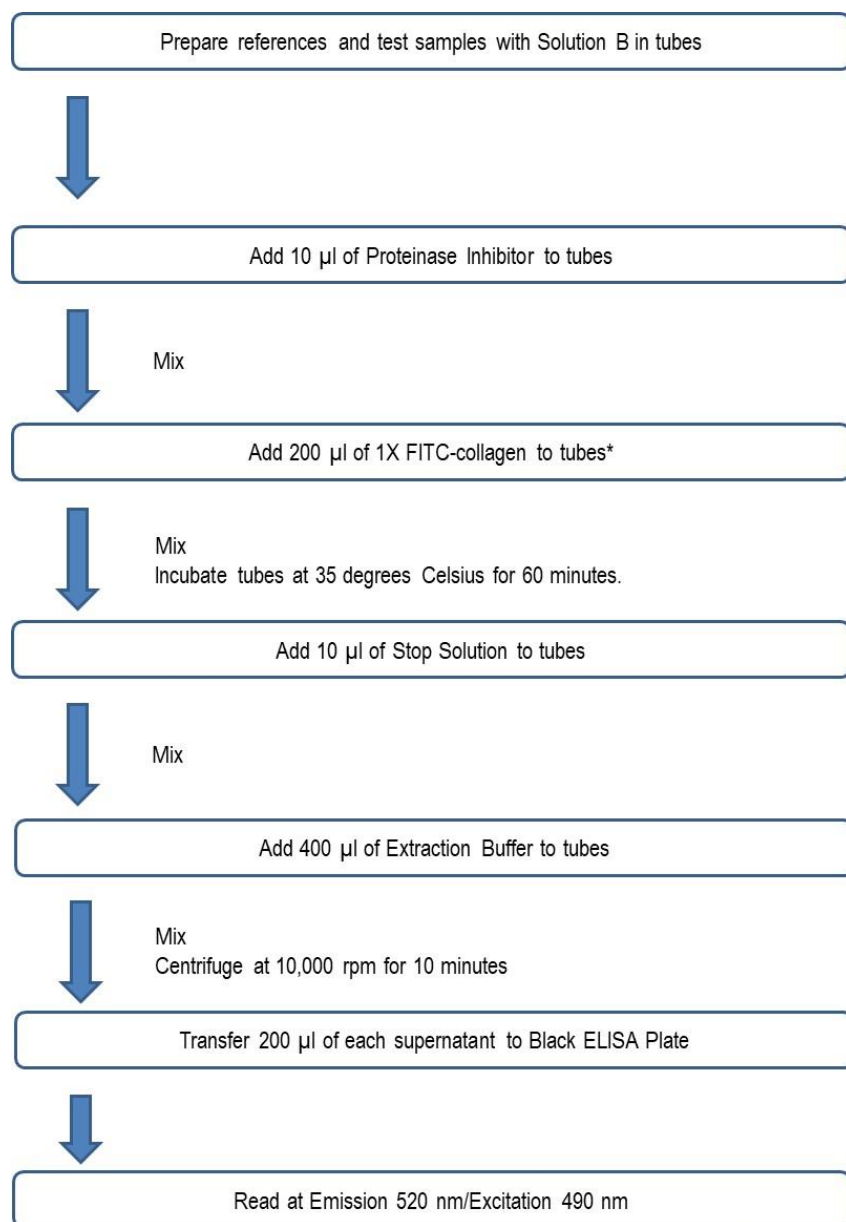 Prepare references and test samples with Solution B in tubes
Add 10 µl of Proteinase Inhibitor to tubes
Mix
Add 200 µl of 1X FITC-collagen to tubes*
Mix
Incubate tubes at 35 degrees Celsius for 60 minutes.
Add 10 µl of Stop Solution to tubes
Mix
Add 400 µl of Extraction Buffer to tubes
Mix
Centrifuge at 10,000 rpm for 10 minutes
Transfer 200 µl of each supernatant to Black ELISA Plate
Read at Emission 520 nm/Excitation 490 nm